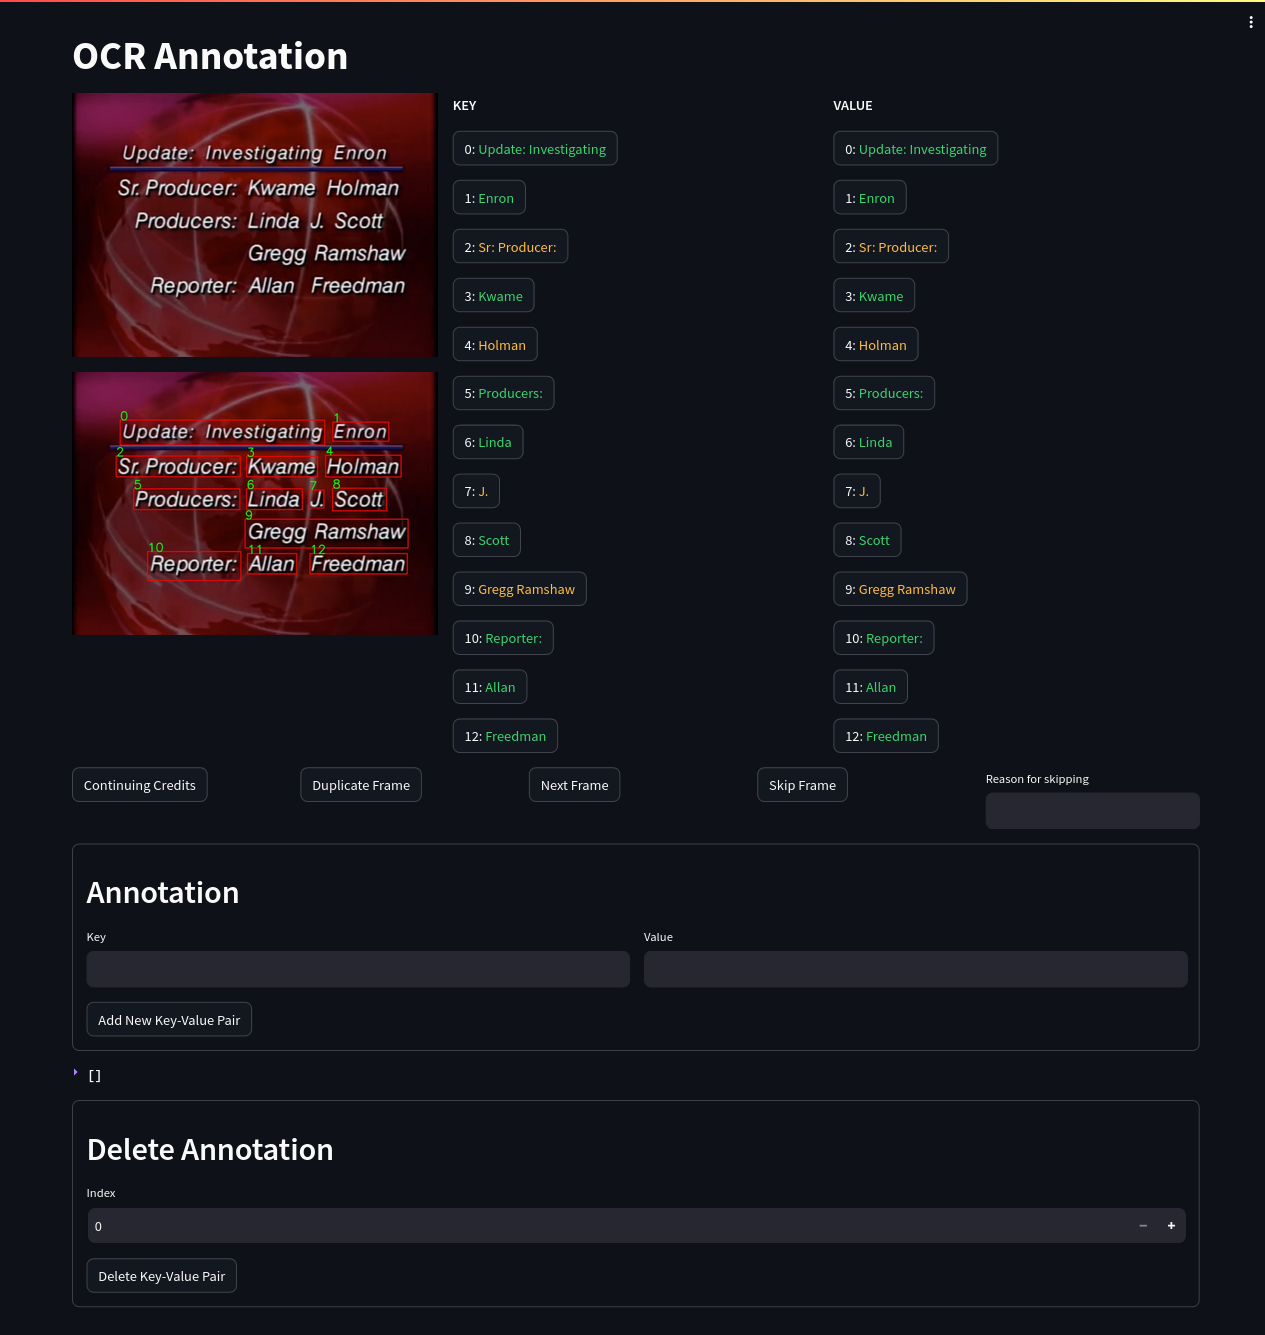 OCR Annotation
Update: Investigating Enron
Sr. Producer: Kwame Holman
Producers: Linda J. Scott
Gregg Ramshaw
Reporter: Allan Freedman
0 1
Update: Investigating Enron
2 3 4
Sr. Producer: Kwame Holman
5 6 7 8
Producers: Linda J. Scott
9
Gregg Ramshaw
10 11 12
Reporter: Allan Freedman
KEY
0: Update: Investigating
1: Enron
2: Sr: Producer:
3: Kwame
4: Holman
5: Producers:
6: Linda
7: J.
8: Scott
9: Gregg Ramshaw
10: Reporter:
11: Allan
12: Freedman
VALUE
0: Update: Investigating
1: Enron
2: Sr: Producer:
3: Kwame
4: Holman
5: Producers:
6: Linda
7: J.
8: Scott
9: Gregg Ramshaw
10: Reporter:
11: Allan
12: Freedman
Continuing Credits
Duplicate Frame
Next Frame
Skip Frame
Reason for skipping
Annotation
Key
Value
Add New Key-Value Pair
[]
Delete Annotation
Index
0
Delete Key-Value Pair